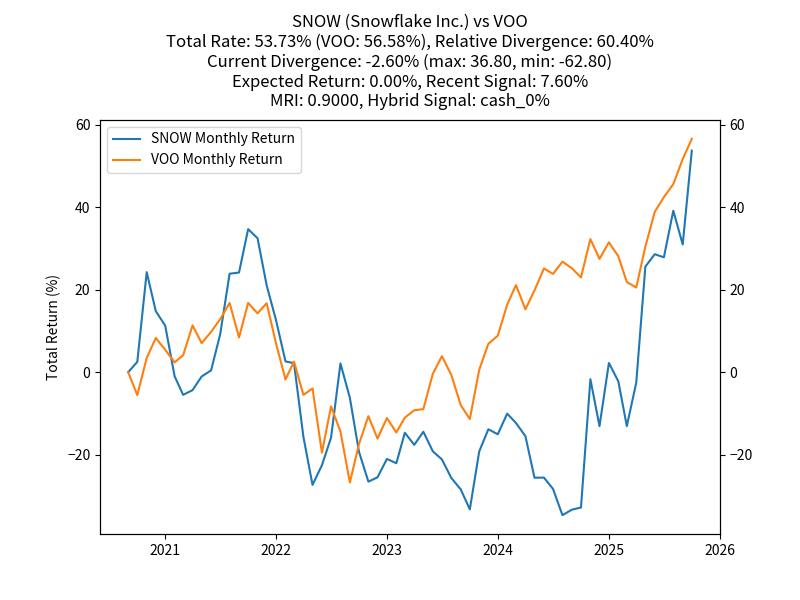 SNOW (Snowflake Inc.) vs VOO
Total Rate: 53.73% (VOO: 56.58%), Relative Divergence: 60.40%
Current Divergence: -2.60% (max: 36.80, min: -62.80)
Expected Return: 0.00%, Recent Signal: 7.60%
MRI: 0.9000, Hybrid Signal: cash_0%
SNOW Monthly Return
VOO Monthly Return
Total Return (%)
60
40
20
0
−20
60
40
20
0
−20
2021
2022
2023
2024
2025
2026